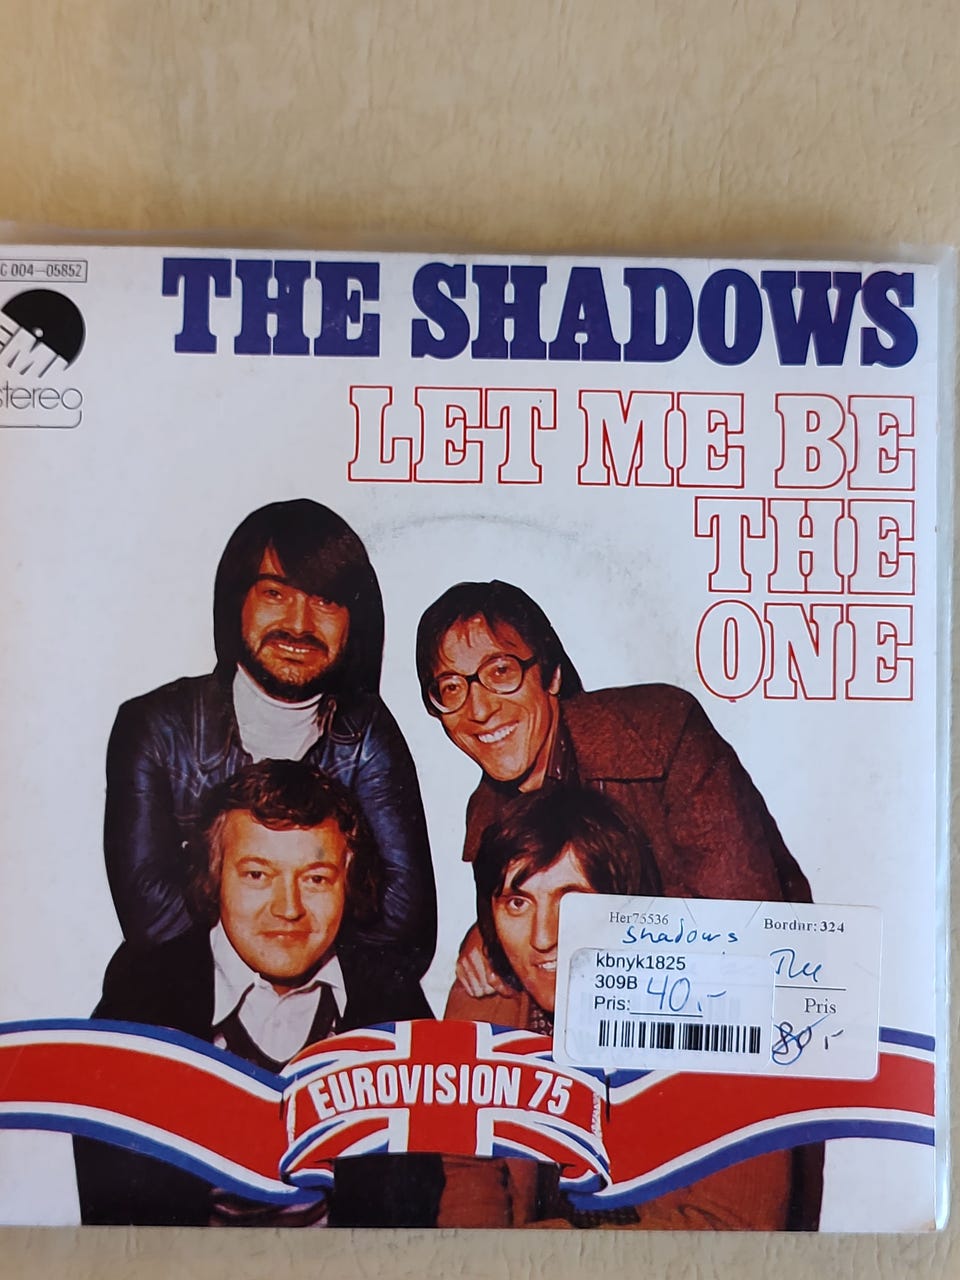 C 004-05852
THE SHADOWS
EMI
stereo
LET ME BE
THE
ONE
Her75536
Bordnr: 324
Shadows
kbnyk1825
309B
Pris: 40,-
Pris
80,-
EUROVISION 75